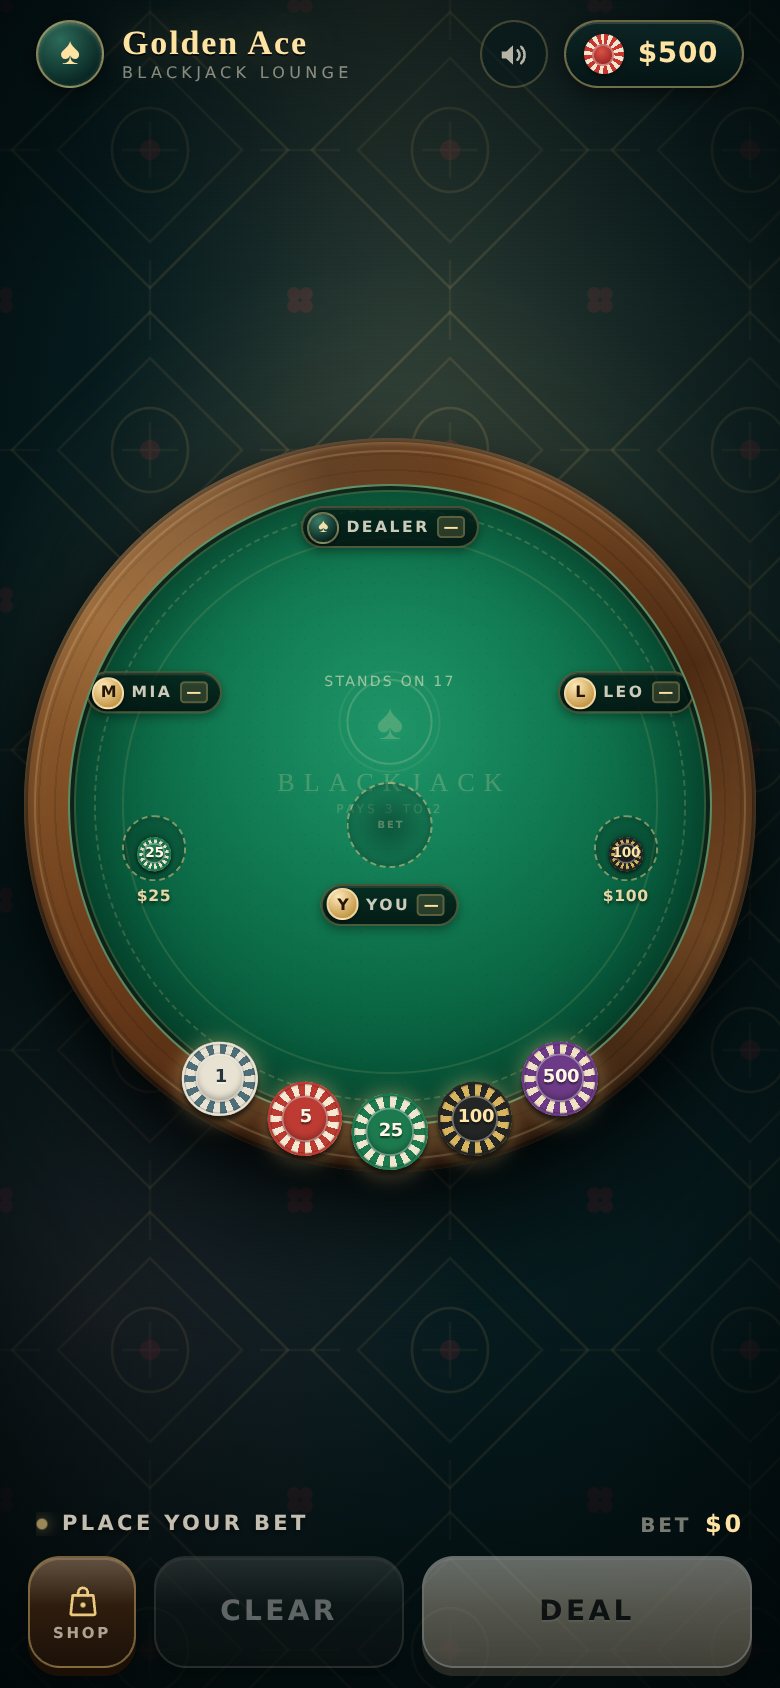 Golden Ace
BLACKJACK LOUNGE
$500
DEALER —
STANDS ON 17
M MIA —
L LEO —
BLACKJACK
PAYS 3 TO 2
BET
25
$25
100
$100
Y YOU —
1
5
25
100
500
PLACE YOUR BET
BET $0
SHOP
CLEAR
DEAL